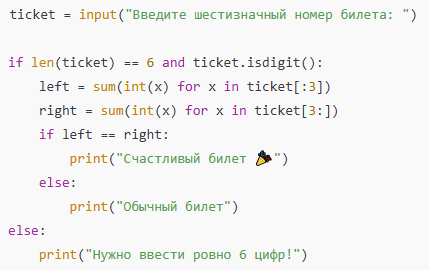 ticket = input("Введите шестизначный номер билета: ")
if len(ticket) == 6 and ticket.isdigit():
    left = sum(int(x) for x in ticket[:3])
    right = sum(int(x) for x in ticket[3:])
    if left == right:
        print("Счастливый билет 🎉")
    else:
        print("Обычный билет")
else:
    print("Нужно ввести ровно 6 цифр!")